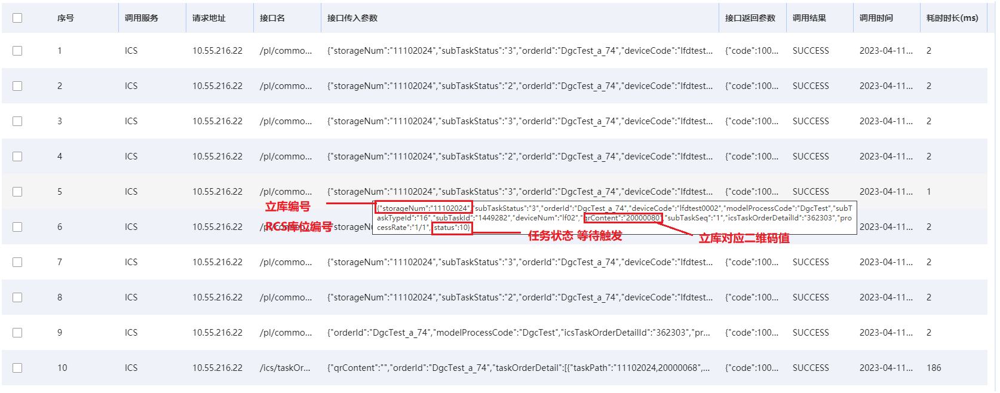 序号 调用服务 请求地址 接口名 接口传入参数 接口返回参数 调用结果 调用时间 耗时时长(ms)
1 ICS 10.55.216.22 /pl/commo... {"storageNum":"11102024","subTaskStatus":"3","orderId":"DgcTest_a_74","deviceCode":"lfdtest... {"code":100... SUCCESS 2023-04-11... 2
2 ICS 10.55.216.22 /pl/commo... {"storageNum":"11102024","subTaskStatus":"2","orderId":"DgcTest_a_74","deviceCode":"lfdtest... {"code":100... SUCCESS 2023-04-11... 2
3 ICS 10.55.216.22 /pl/commo... {"storageNum":"11102024","subTaskStatus":"3","orderId":"DgcTest_a_74","deviceCode":"lfdtest... {"code":100... SUCCESS 2023-04-11... 2
4 ICS 10.55.216.22 /pl/commo... {"storageNum":"11102024","subTaskStatus":"2","orderId":"DgcTest_a_74","deviceCode":"lfdtest... {"code":100... SUCCESS 2023-04-11... 2
5 ICS 10.55.216.22 /pl/commo... {"storageNum":"11102024","subTaskStatus":"3","orderId":"DgcTest_a_74","deviceCode":"lfdtest... {"code":100... SUCCESS 2023-04-11... 1
立库编号
{"storageNum":"11102024","subTaskStatus":"3","orderId":"DgcTest_a_74","deviceCode":"lfdtest0002","modelProcessCode":"DgcTest","subT
askTypeId":"16","subTaskId":"1449282","deviceNum":"lf02","qrContent":"20000080","subTaskSeq":"1","icsTaskOrderDetailId":"362303","pr
ocessRate":"1/1","status":10}
RCS库位编号
任务状态 等待触发
立库对应二维码值
6 ICS 10.55.216.22 {"storageN 2023-04-11... 2
7 ICS 10.55.216.22 /pl/commo... {"storageNum":"11102024","subTaskStatus":"3","orderId":"DgcTest_a_74","deviceCode":"lfdtest... {"code":100... SUCCESS 2023-04-11... 2
8 ICS 10.55.216.22 /pl/commo... {"storageNum":"11102024","subTaskStatus":"2","orderId":"DgcTest_a_74","deviceCode":"lfdtest... {"code":100... SUCCESS 2023-04-11... 2
9 ICS 10.55.216.22 /pl/commo... {"orderId":"DgcTest_a_74","modelProcessCode":"DgcTest","icsTaskOrderDetailId":"362303","pr... {"code":100... SUCCESS 2023-04-11... 2
10 ICS 10.55.216.22 /ics/taskOr... {"qrContent":"","orderId":"DgcTest_a_74","taskOrderDetail":[{"taskPath":"11102024,20000068",... {"code":100... SUCCESS 2023-04-11... 186